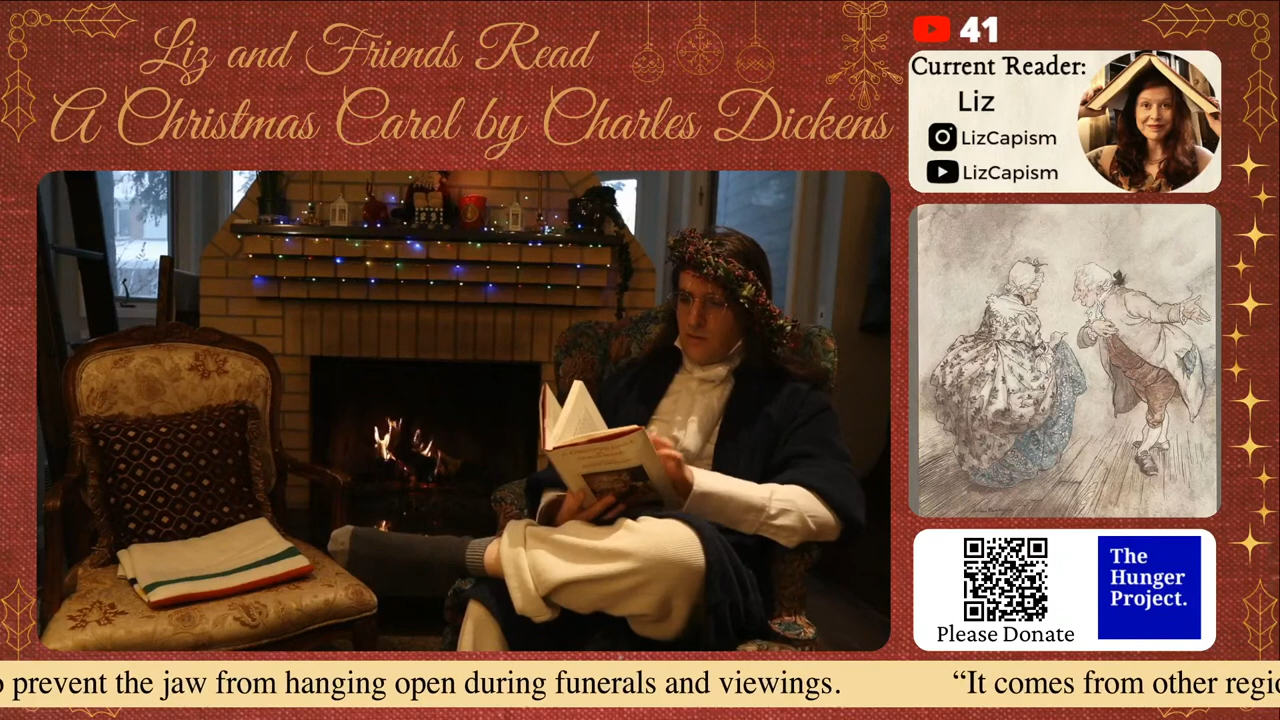 Liz and Friends Read
A Christmas Carol by Charles Dickens
41
Current Reader:
Liz
LizCapism
LizCapism
The
Hunger
Project.
Please Donate
prevent the jaw from hanging open during funerals and viewings. “It comes from other